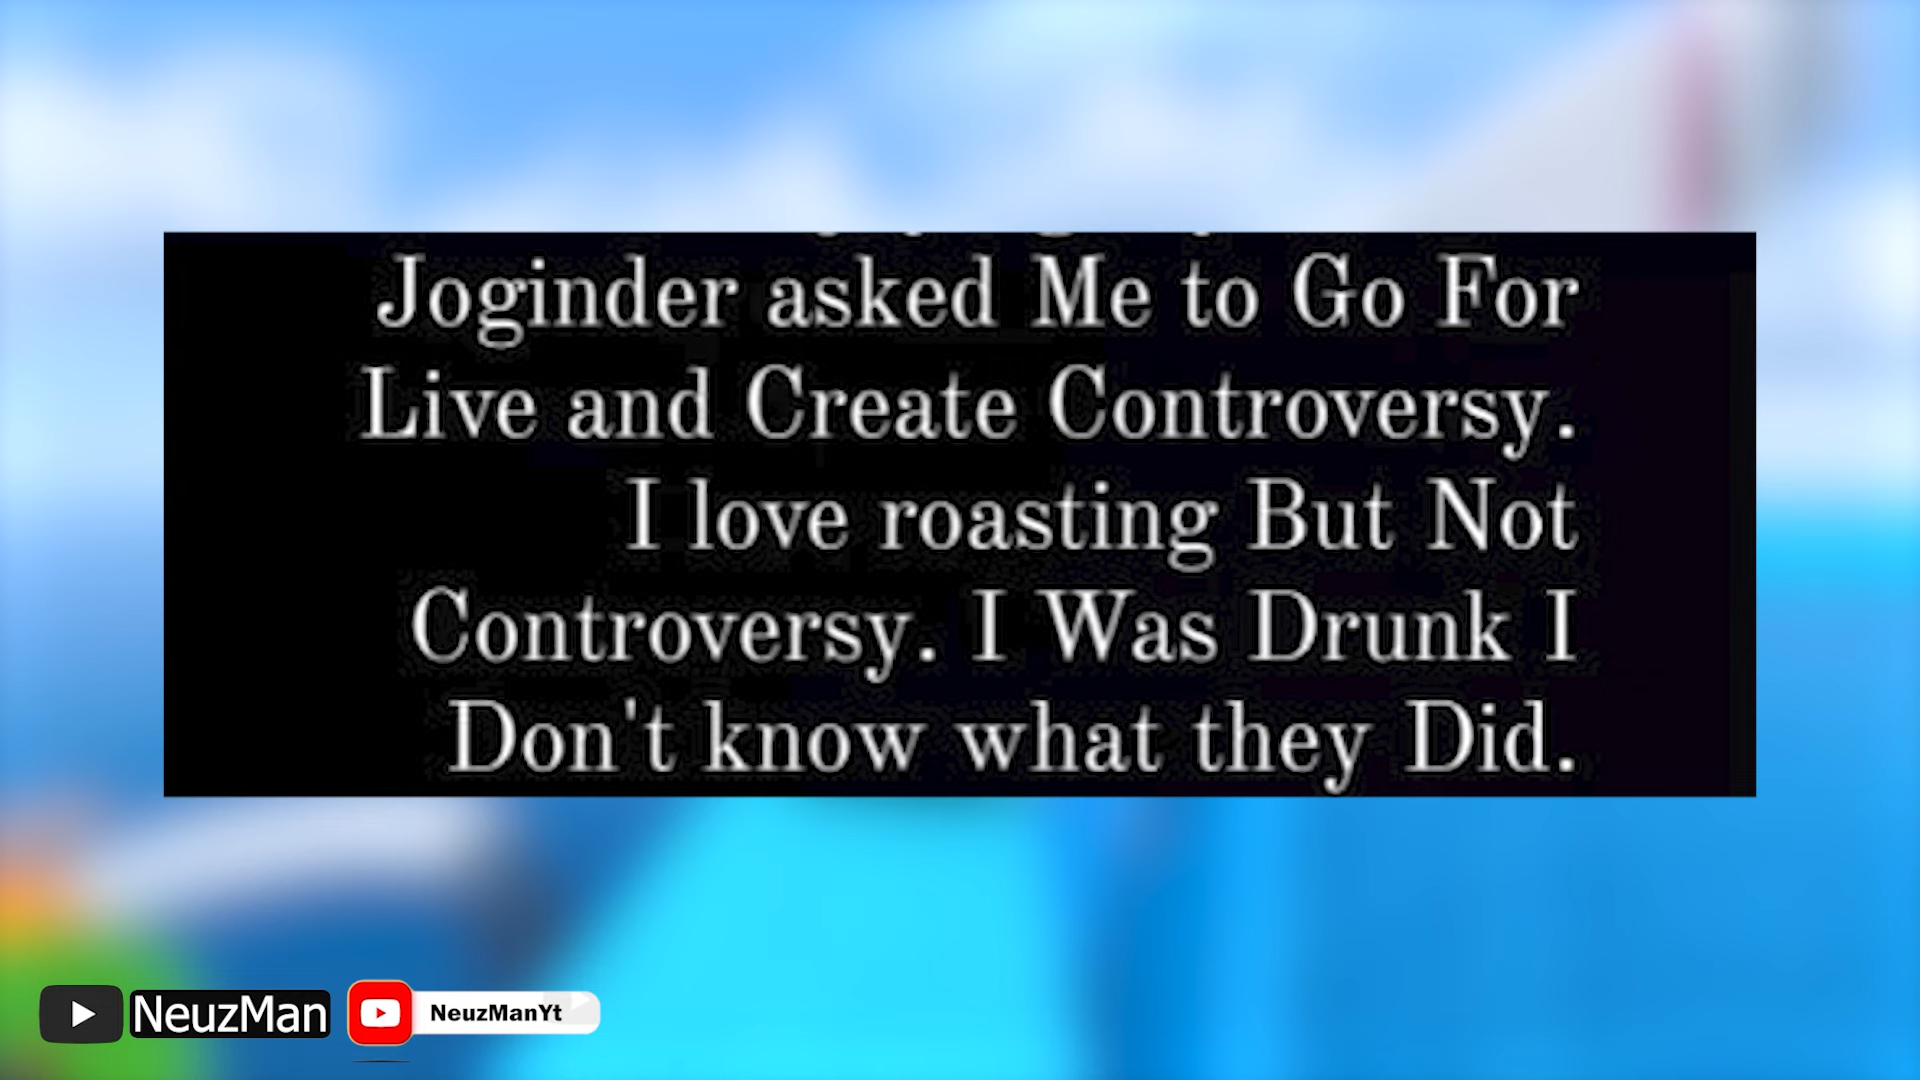 Joginder asked Me to Go For
Live and Create Controversy.
I love roasting But Not
Controversy. I Was Drunk I
Don't know what they Did.
NeuzMan
NeuzManYt